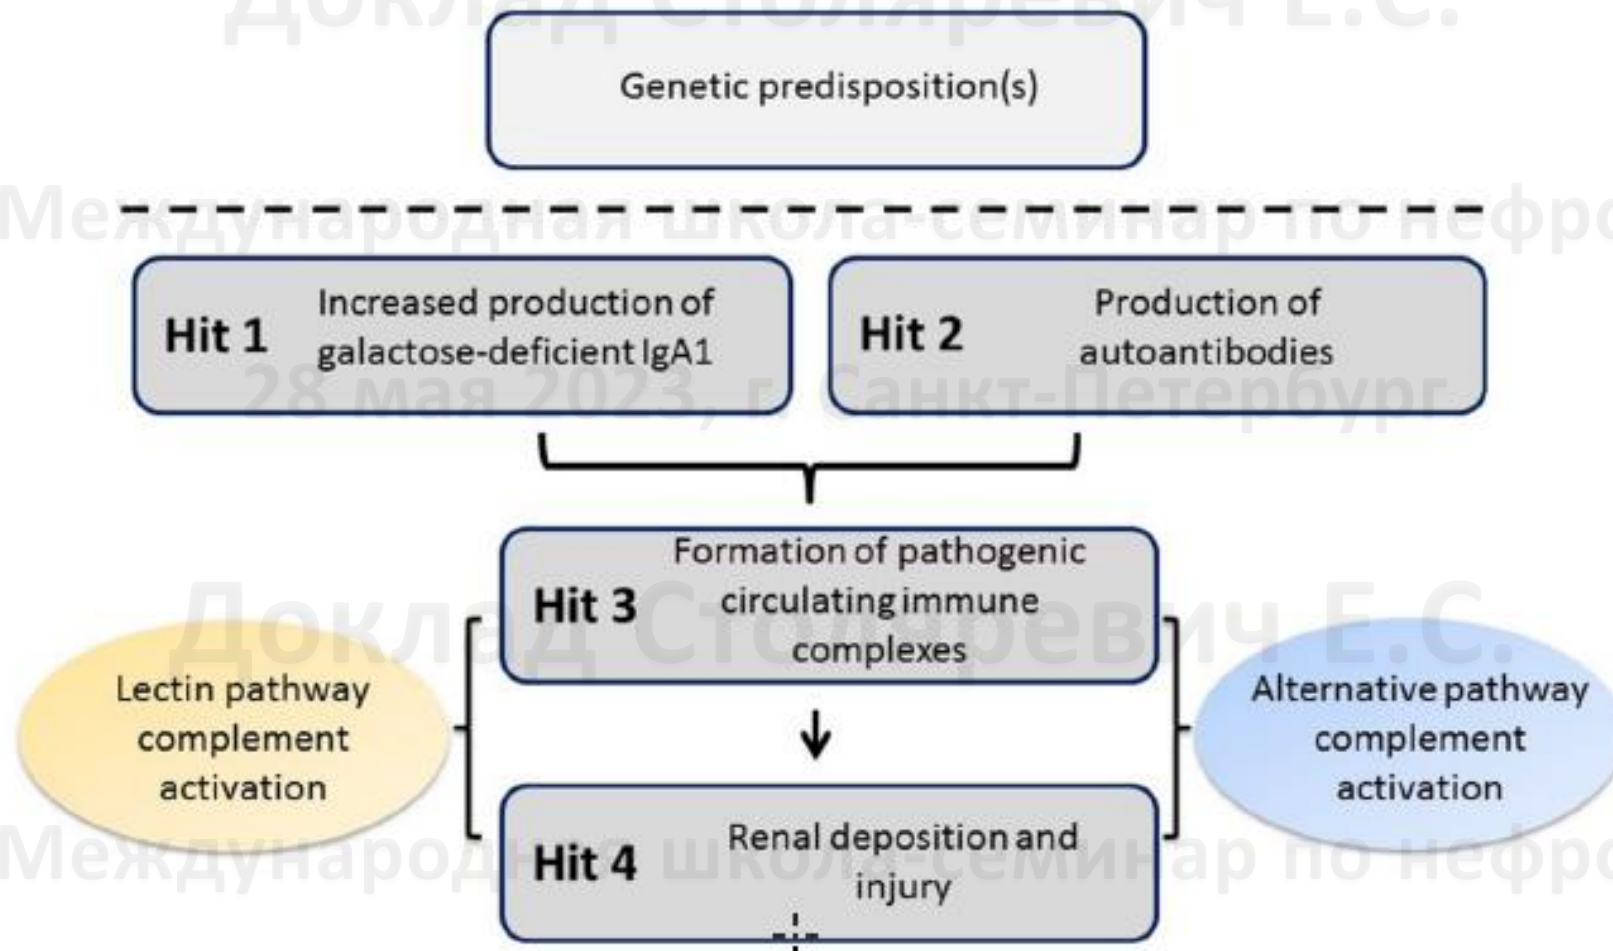 Доклад Столяревич Е.С.
Genetic predisposition(s)
Международная школа-семинар по нефро
Hit 1
Increased production of
galactose-deficient IgA1
Hit 2
Production of
autoantibodies
28 мая 2023, г. Санкт-Петербург
Hit 3
Formation of pathogenic
circulating immune
complexes
Доклад Столяревич Е.С.
Lectin pathway
complement
activation
Alternative pathway
complement
activation
Hit 4
Renal deposition and
injury
Международная школа-семинар по нефро